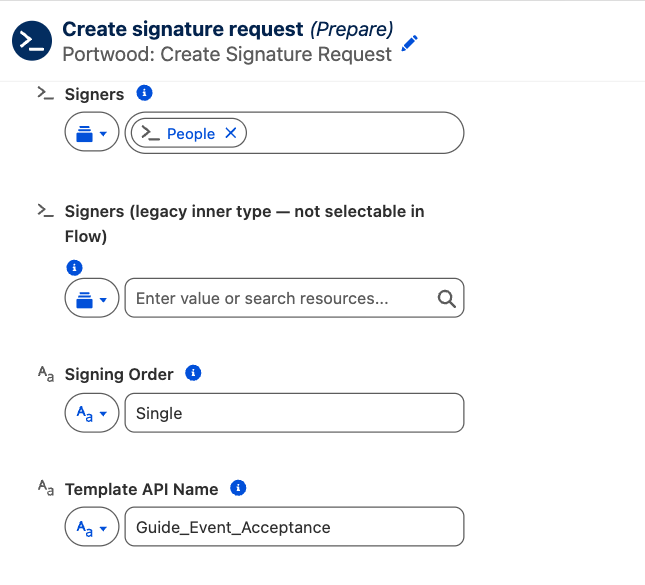 Create signature request (Prepare)
Portwood: Create Signature Request
Signers
People
Signers (legacy inner type — not selectable in
Flow)
Enter value or search resources...
Signing Order
Single
Template API Name
Guide_Event_Acceptance